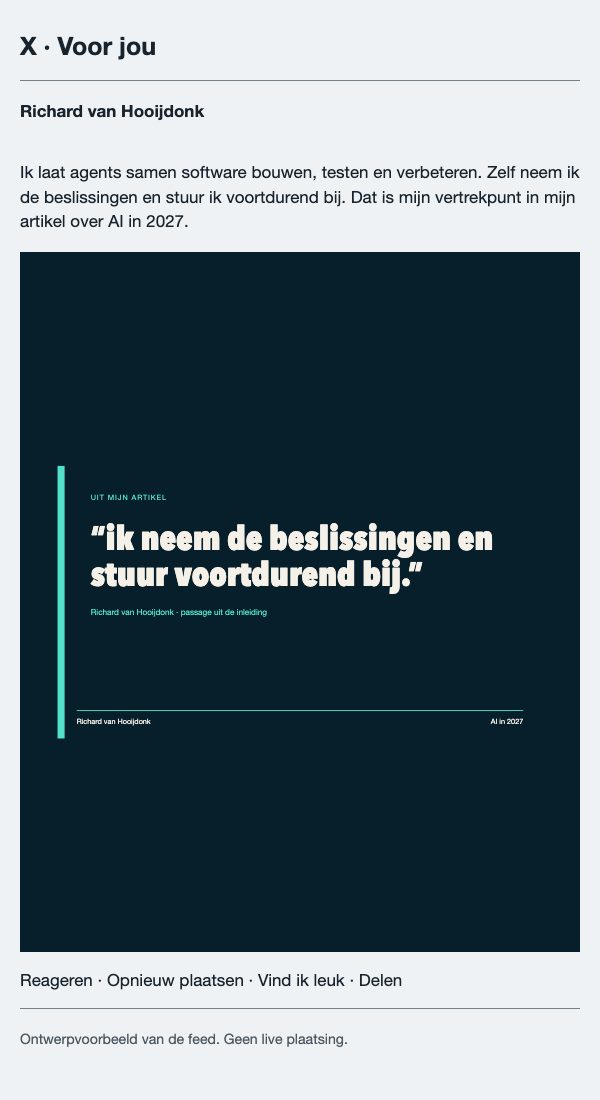 X · Voor jou
Richard van Hooijdonk
Ik laat agents samen software bouwen, testen en verbeteren. Zelf neem ik
de beslissingen en stuur ik voortdurend bij. Dat is mijn vertrekpunt in mijn
artikel over AI in 2027.
UIT MIJN ARTIKEL
“ik neem de beslissingen en
stuur voortdurend bij.”
Richard van Hooijdonk · passage uit de inleiding
Richard van Hooijdonk
AI in 2027
Reageren · Opnieuw plaatsen · Vind ik leuk · Delen
Ontwerpvoorbeeld van de feed. Geen live plaatsing.